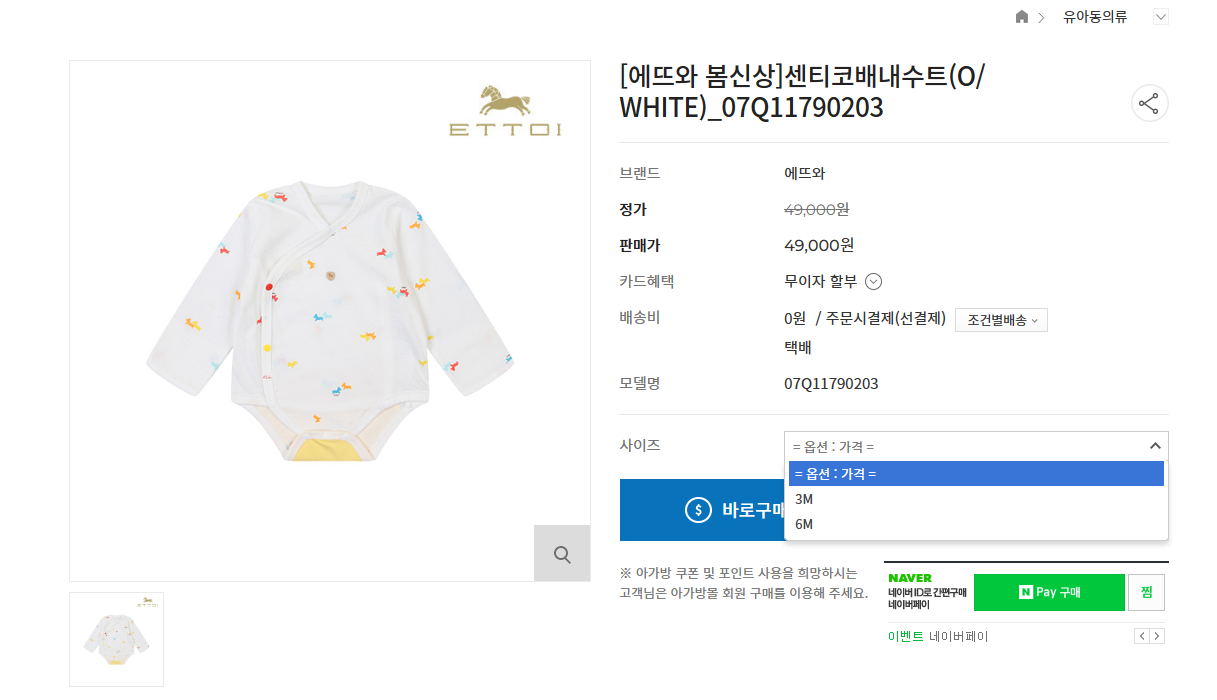 유아동의류
ETTOI
[에뜨와 봄신상]센티코배내수트(O/
WHITE)_07Q11790203
브랜드 에뜨와
정가 49,000원
판매가 49,000원
카드혜택 무이자 할부
배송비 0원 / 주문시결제(선결제) 조건별배송
택배
모델명 07Q11790203
사이즈 = 옵션 : 가격 =
= 옵션 : 가격 =
3M
6M
$ 바로구매
※ 아가방 쿠폰 및 포인트 사용을 희망하시는
고객님은 아가방몰 회원 구매를 이용해 주세요.
NAVER
네이버 ID로 간편구매
네이버페이
N Pay 구매
찜
이벤트 네이버페이
ETTOI